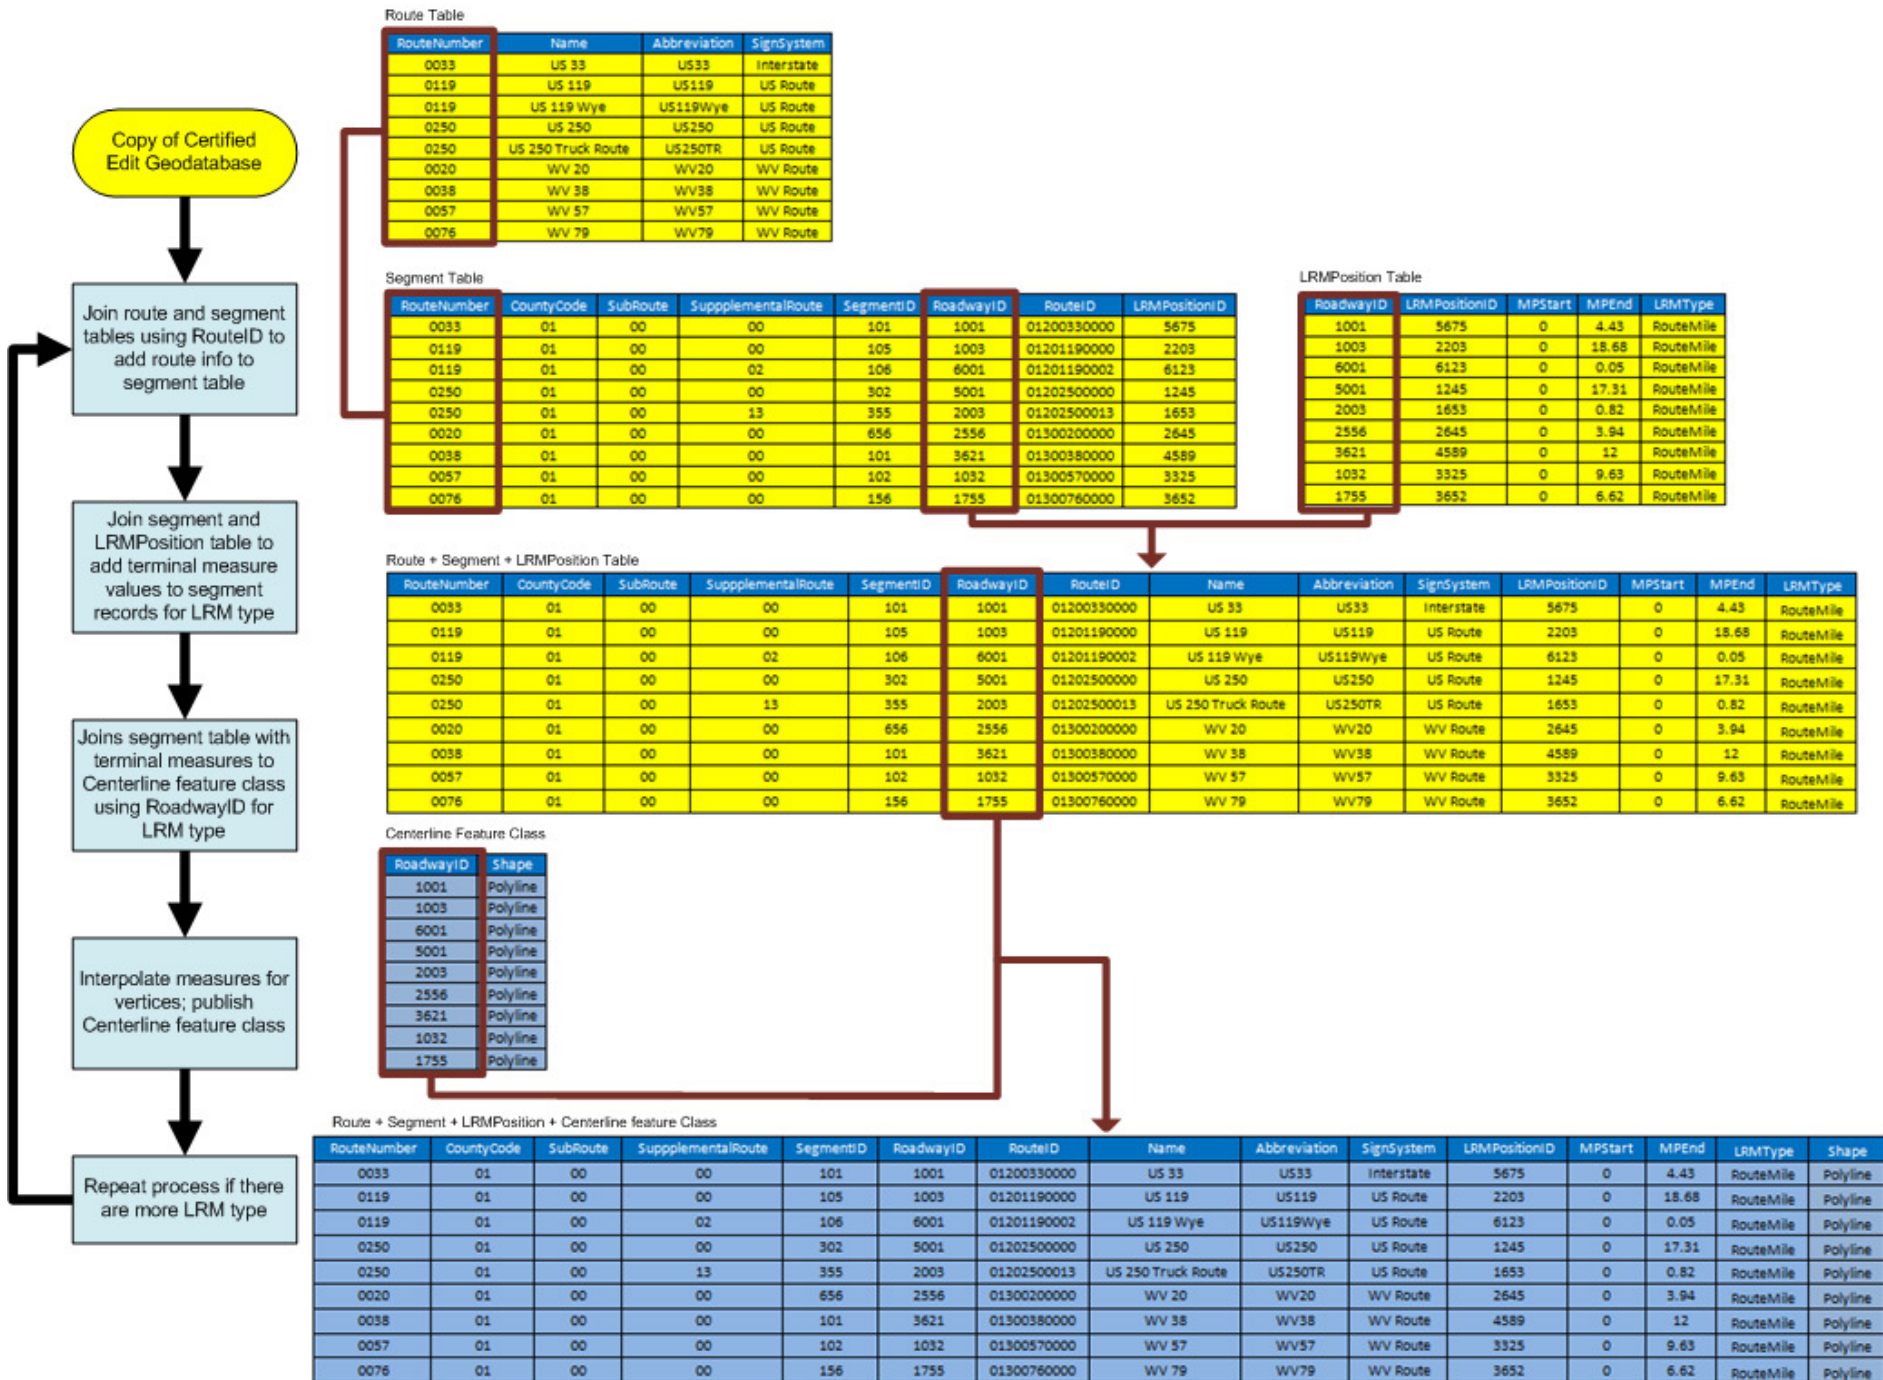 Copy of Certified
Edit Geodatabase
Join route and segment
tables using RouteID to
add route info to
segment table
Join segment and
LRMPosition table to
add terminal measure
values to segment
records for LRM type
Joins segment table with
terminal measures to
Centerline feature class
using RoadwayID for
LRM type
Interpolate measures for
vertices; publish
Centerline feature class
Repeat process if there
are more LRM type
Route Table
RouteNumber Name Abbreviation SignSystem
0033 US 33 US33 Interstate
0119 US 119 US119 US Route
0119 US 119 Wye US119Wye US Route
0250 US 250 US250 US Route
0250 US 250 Truck Route US250TR US Route
0020 WV 20 WV20 WV Route
0038 WV 38 WV38 WV Route
0057 WV 57 WV57 WV Route
0076 WV 79 WV79 WV Route
Segment Table
RouteNumber CountyCode SubRoute SuppplementalRoute SegmentID RoadwayID RouteID LRMPositionID
0033 01 00 00 101 1001 01200330000 5675
0119 01 00 00 105 1003 01201190000 2203
0119 01 00 02 106 6001 01201190002 6123
0250 01 00 00 302 5001 01202500000 1245
0250 01 00 13 355 2003 01202500013 1653
0020 01 00 00 656 2556 01300200000 2645
0038 01 00 00 101 3621 01300380000 4589
0057 01 00 00 102 1032 01300570000 3325
0076 01 00 00 156 1755 01300760000 3652
LRMPosition Table
RoadwayID LRMPositionID MPStart MPEnd LRMType
1001 5675 0 4.43 RouteMile
1003 2203 0 18.68 RouteMile
6001 6123 0 0.05 RouteMile
5001 1245 0 17.31 RouteMile
2003 1653 0 0.82 RouteMile
2556 2645 0 3.94 RouteMile
3621 4589 0 12 RouteMile
1032 3325 0 9.63 RouteMile
1755 3652 0 6.62 RouteMile
Route + Segment + LRMPosition Table
RouteNumber CountyCode SubRoute SuppplementalRoute SegmentID RoadwayID RouteID Name Abbreviation SignSystem LRMPositionID MPStart MPEnd LRMType
0033 01 00 00 101 1001 01200330000 US 33 US33 Interstate 5675 0 4.43 RouteMile
0119 01 00 00 105 1003 01201190000 US 119 US119 US Route 2203 0 18.68 RouteMile
0119 01 00 02 106 6001 01201190002 US 119 Wye US119Wye US Route 6123 0 0.05 RouteMile
0250 01 00 00 302 5001 01202500000 US 250 US250 US Route 1245 0 17.31 RouteMile
0250 01 00 13 355 2003 01202500013 US 250 Truck Route US250TR US Route 1653 0 0.82 RouteMile
0020 01 00 00 656 2556 01300200000 WV 20 WV20 WV Route 2645 0 3.94 RouteMile
0038 01 00 00 101 3621 01300380000 WV 38 WV38 WV Route 4589 0 12 RouteMile
0057 01 00 00 102 1032 01300570000 WV 57 WV57 WV Route 3325 0 9.63 RouteMile
0076 01 00 00 156 1755 01300760000 WV 79 WV79 WV Route 3652 0 6.62 RouteMile
Centerline Feature Class
RoadwayID Shape
1001 Polyline
1003 Polyline
6001 Polyline
5001 Polyline
2003 Polyline
2556 Polyline
3621 Polyline
1032 Polyline
1755 Polyline
Route + Segment + LRMPosition + Centerline feature Class
RouteNumber CountyCode SubRoute SuppplementalRoute SegmentID RoadwayID RouteID Name Abbreviation SignSystem LRMPositionID MPStart MPEnd LRMType Shape
0033 01 00 00 101 1001 01200330000 US 33 US33 Interstate 5675 0 4.43 RouteMile Polyline
0119 01 00 00 105 1003 01201190000 US 119 US119 US Route 2203 0 18.68 RouteMile Polyline
0119 01 00 02 106 6001 01201190002 US 119 Wye US119Wye US Route 6123 0 0.05 RouteMile Polyline
0250 01 00 00 302 5001 01202500000 US 250 US250 US Route 1245 0 17.31 RouteMile Polyline
0250 01 00 13 355 2003 01202500013 US 250 Truck Route US250TR US Route 1653 0 0.82 RouteMile Polyline
0020 01 00 00 656 2556 01300200000 WV 20 WV20 WV Route 2645 0 3.94 RouteMile Polyline
0038 01 00 00 101 3621 01300380000 WV 38 WV38 WV Route 4589 0 12 RouteMile Polyline
0057 01 00 00 102 1032 01300570000 WV 57 WV57 WV Route 3325 0 9.63 RouteMile Polyline
0076 01 00 00 156 1755 01300760000 WV 79 WV79 WV Route 3652 0 6.62 RouteMile Polyline